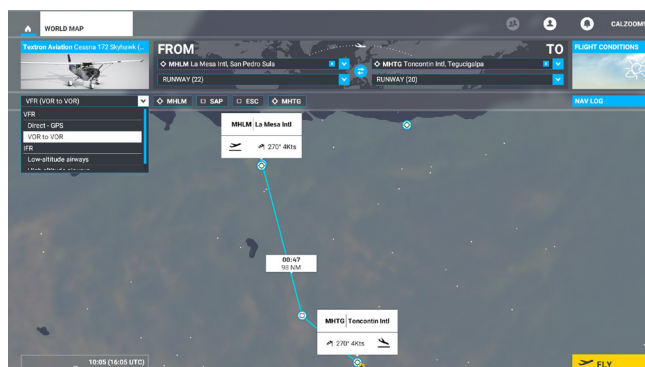 WORLD MAP
CALZOOM
Textron Aviation Cessna 172 Skyhawk (...
FROM
TO
FLIGHT CONDITIONS
MHLM La Mesa Intl, San Pedro Sula
MHTG Toncontin Intl, Tegucigalpa
RUNWAY (22)
RUNWAY (20)
VFR (VOR to VOR)
MHLM
SAP
ESC
MHTG
NAV LOG
VFR
Direct - GPS
VOR to VOR
IFR
Low-altitude airways
High-altitude airways
MHLM La Mesa Intl
270° 4Kts
00:47
98 NM
MHTG Toncontin Intl
270° 4Kts
10:05 (16:05 UTC)
FLY